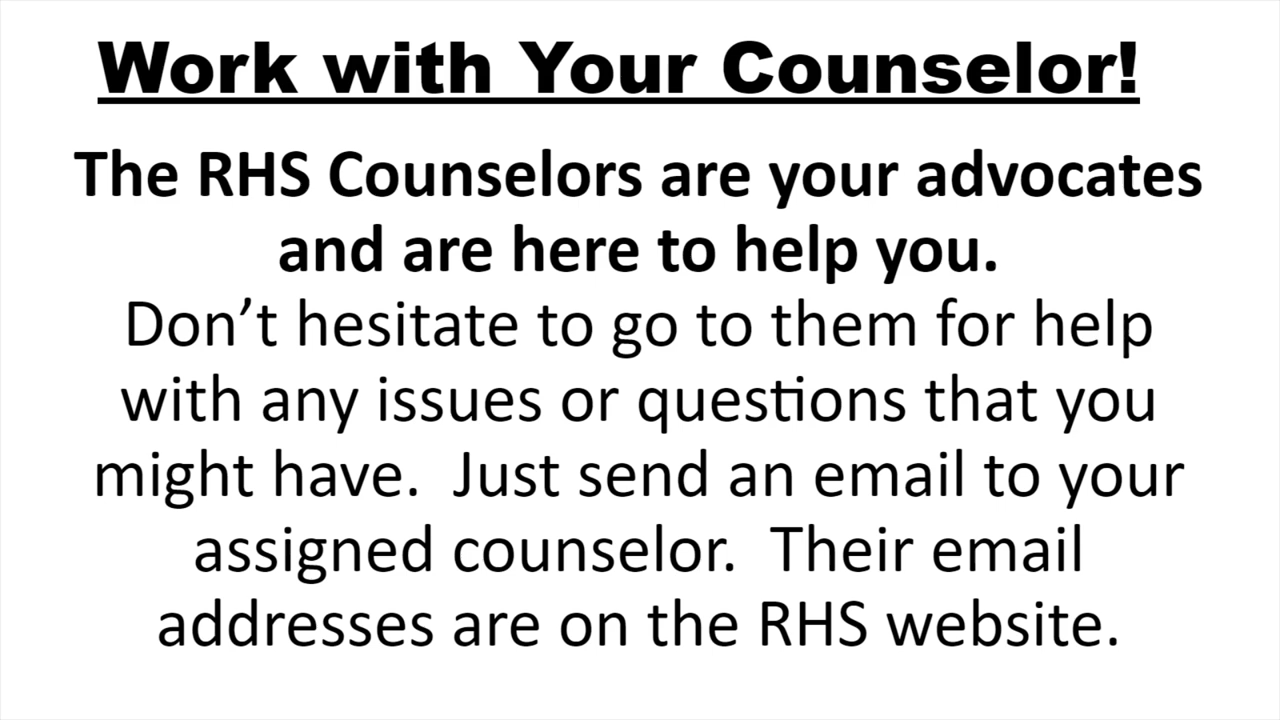 Work with Your Counselor!
The RHS Counselors are your advocates
and are here to help you.
Don’t hesitate to go to them for help
with any issues or questions that you
might have.  Just send an email to your
assigned counselor.  Their email
addresses are on the RHS website.